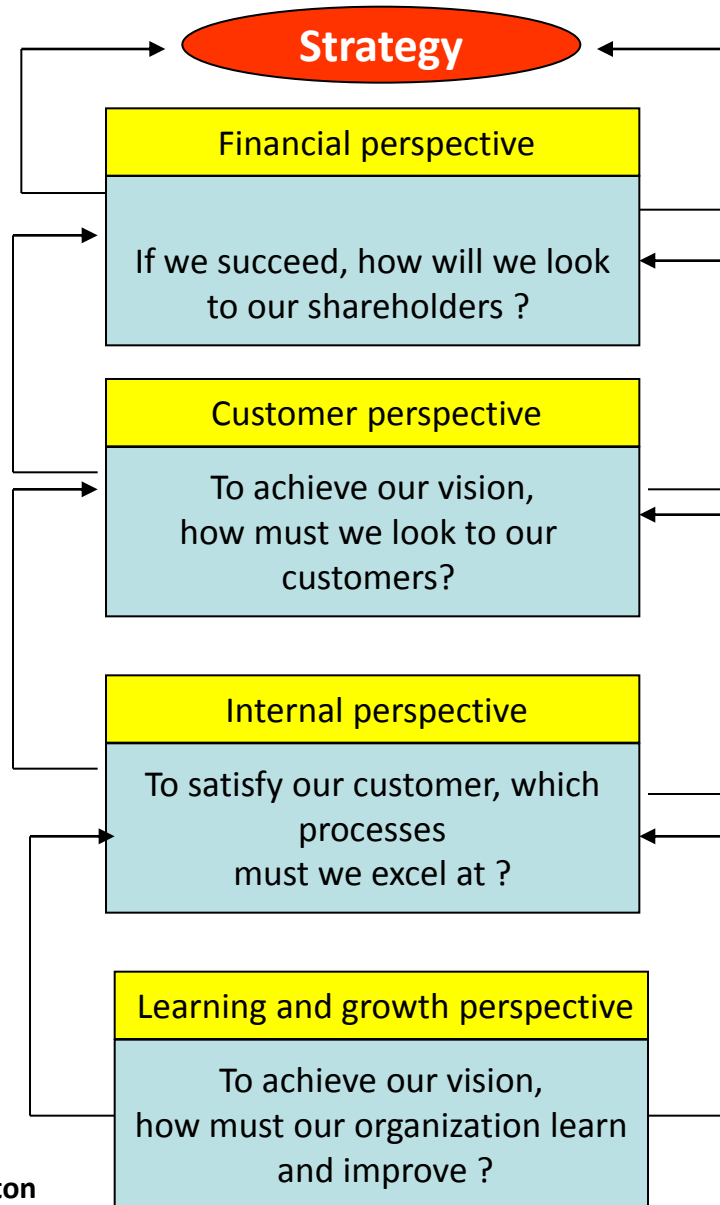 Strategy
Financial perspective
If we succeed, how will we look
to our shareholders ?
Customer perspective
To achieve our vision,
how must we look to our
customers?
Internal perspective
To satisfy our customer, which
processes
must we excel at ?
Learning and growth perspective
To achieve our vision,
how must our organization learn
and improve ?
ton